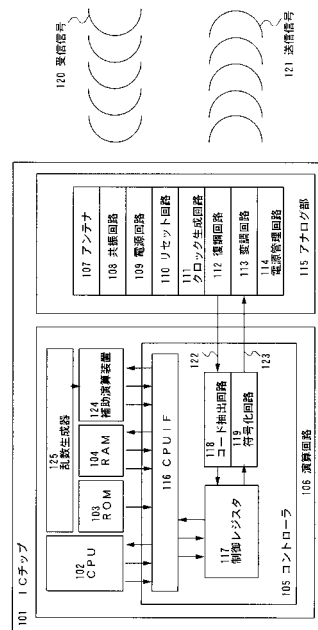 101 ICチップ
102 CPU
103 ROM
104 RAM
125 乱数生成器
124 補助演算装置
116 CPUIF
117 制御レジスタ
118 コード抽出回路
119 符号化回路
105 コントローラ
106 演算回路
122
123
107 アンテナ
108 共振回路
109 電源回路
110 リセット回路
111 クロック生成回路
112 復調回路
113 変調回路
114 電源管理回路
115 アナログ部
120 受信信号
121 送信信号